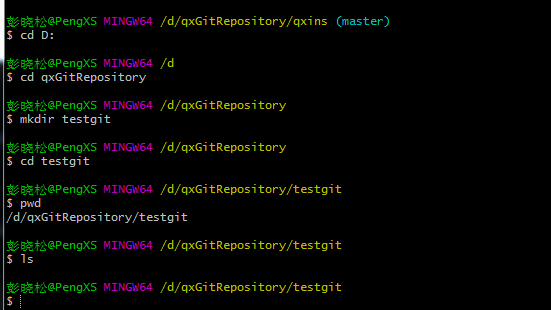 彭晓松@PengXS MINGW64 /d/qxGitRepository/qxins (master)
$ cd D:
彭晓松@PengXS MINGW64 /d
$ cd qxGitRepository
彭晓松@PengXS MINGW64 /d/qxGitRepository
$ mkdir testgit
彭晓松@PengXS MINGW64 /d/qxGitRepository
$ cd testgit
彭晓松@PengXS MINGW64 /d/qxGitRepository/testgit
$ pwd
/d/qxGitRepository/testgit
彭晓松@PengXS MINGW64 /d/qxGitRepository/testgit
$ ls
彭晓松@PengXS MINGW64 /d/qxGitRepository/testgit
$